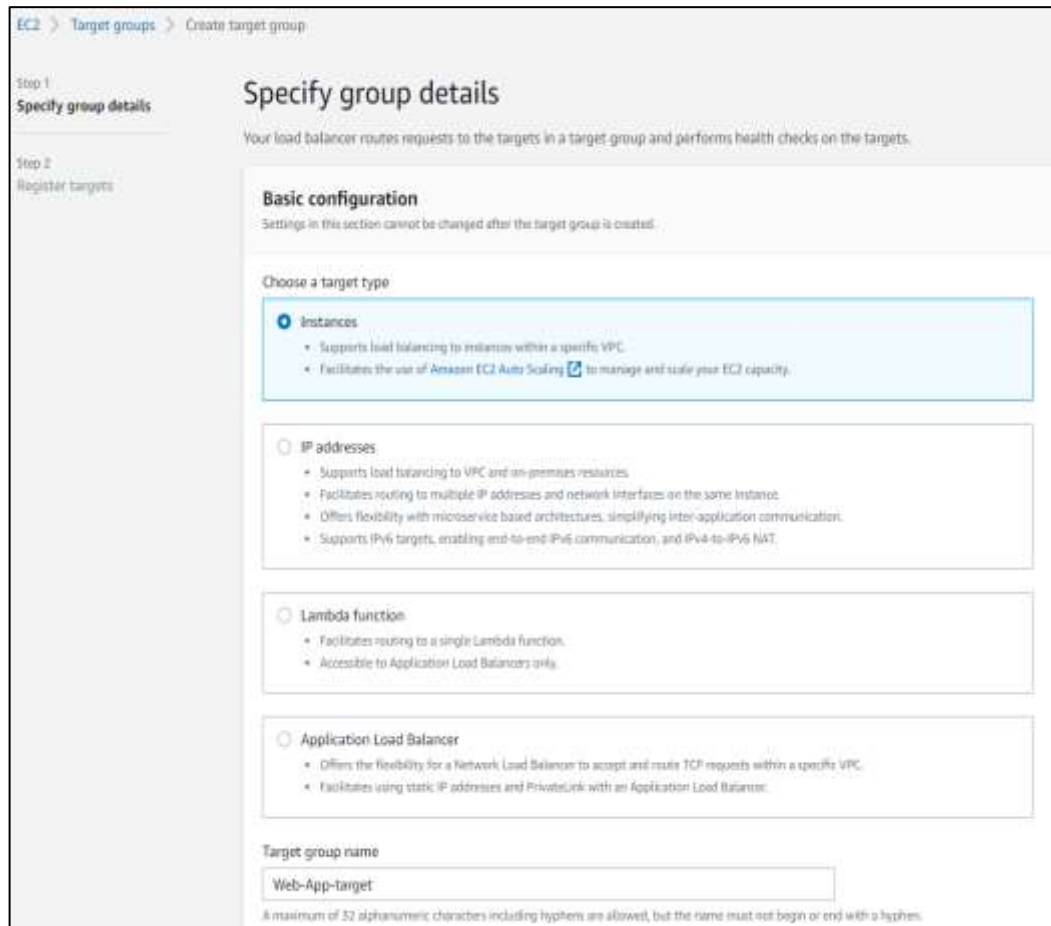 EC2 > Target groups > Create target group
Step 1
Specify group details
Step 2
Register targets
Specify group details
Your load balancer routes requests to the targets in a target group and performs health checks on the targets.
Basic configuration
Settings in this section cannot be changed after the target group is created.
Choose a target type
Instances
• Supports load balancing to instances within a specific VPC.
• Facilitates the use of Amazon EC2 Auto Scaling to manage and scale your EC2 capacity.
IP addresses
• Supports load balancing to VPC and on-premises resources.
• Facilitates routing to multiple IP addresses and network interfaces on the same instance.
• Offers flexibility with microservice based architectures, simplifying inter-application communication.
• Supports IPv6 targets, enabling end-to-end IPv6 communication, and IPv4-to-IPv6 NAT.
Lambda function
• Facilitates routing to a single Lambda function.
• Accessible to Application Load Balancers only.
Application Load Balancer
• Offers the flexibility for a Network Load Balancer to accept and route TCP requests within a specific VPC.
• Facilitates using static IP addresses and PrivateLink with an Application Load Balancer.
Target group name
Web-App-target
A maximum of 32 alphanumeric characters including hyphens are allowed, but the name must not begin or end with a hyphen.